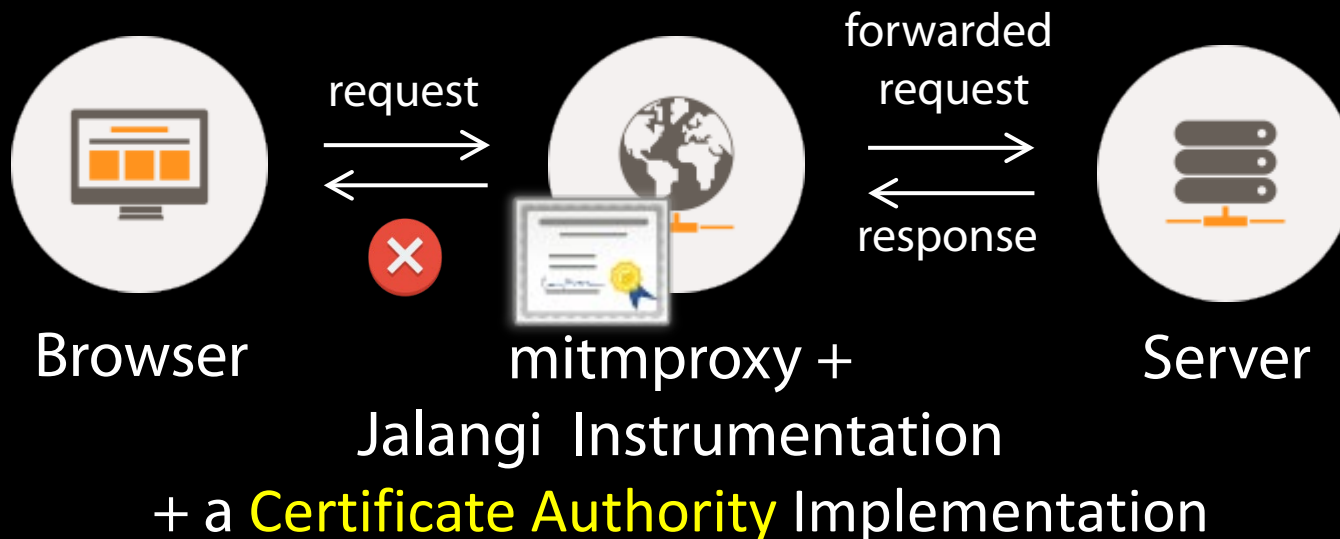 request
forwarded
request
response
Browser
mitmproxy +
Server
Jalangi Instrumentation
+ a Certificate Authority Implementation